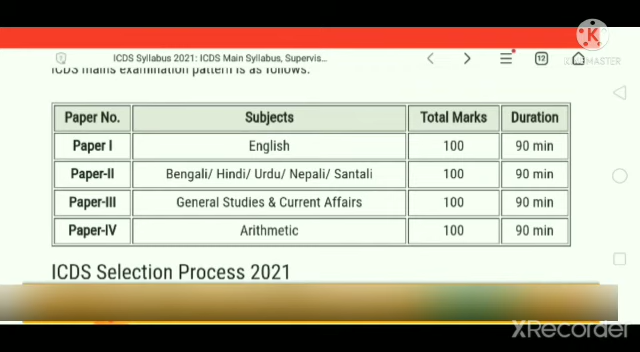 K
ICDS Syllabus 2021: ICDS Main Syllabus, Supervis...
12
KINEMASTER
ICDS mains examination pattern is as follows:
Paper No. Subjects Total Marks Duration
Paper I English 100 90 min
Paper-II Bengali/ Hindi/ Urdu/ Nepali/ Santali 100 90 min
Paper-III General Studies & Current Affairs 100 90 min
Paper-IV Arithmetic 100 90 min
ICDS Selection Process 2021
XRecorder